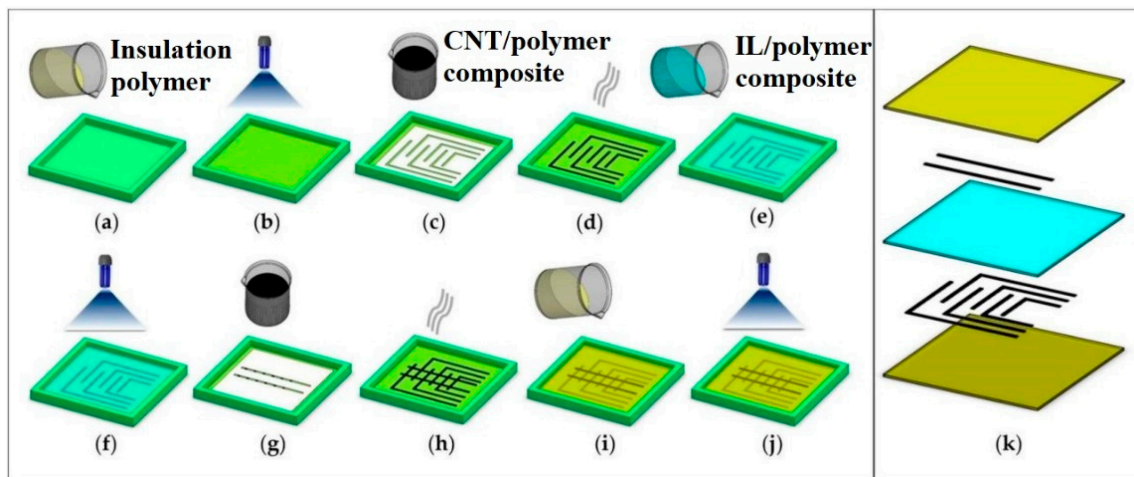 Insulation
polymer
CNT/polymer
composite
IL/polymer
composite
(a)
(b)
(c)
(d)
(e)
(f)
(g)
(h)
(i)
(j)
(k)